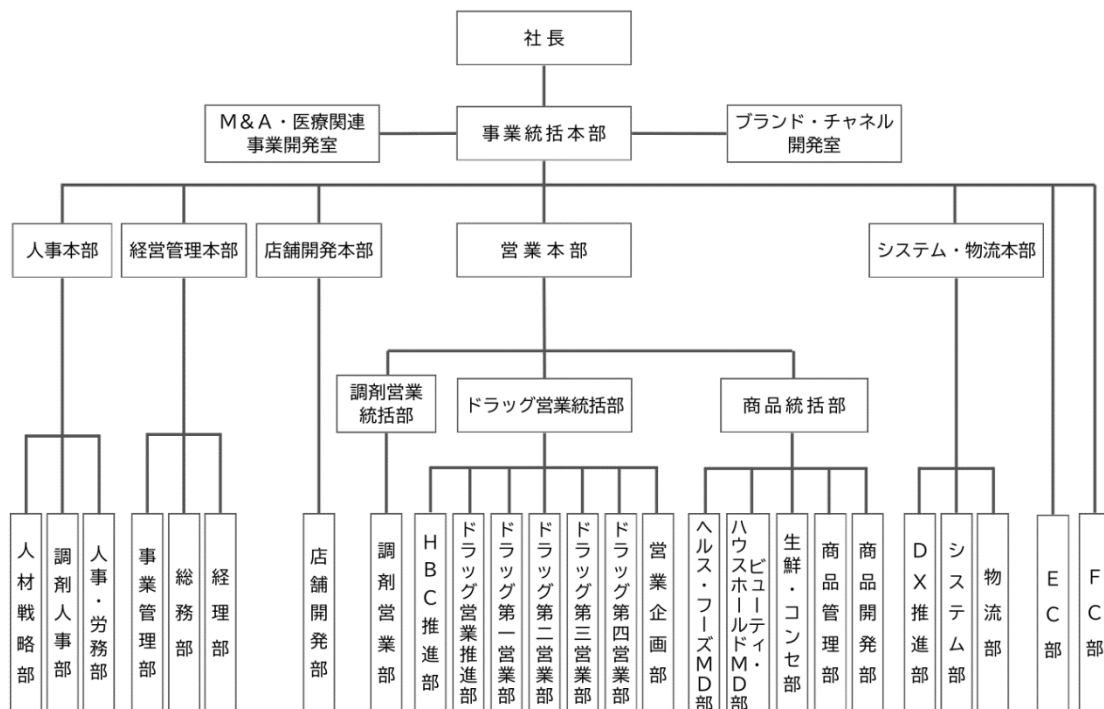 社長
M&A・医療関連
事業開発室
事業統括本部
ブランド・チャネル
開発室
人事本部
経営管理本部
店舗開発本部
営業本部
システム・物流本部
調剤営業
統括部
ドラッグ営業統括部
商品統括部
人材戦略部
調剤人事部
人事・労務部
事業管理部
総務部
経理部
店舗開発部
調剤営業部
HBC推進部
ドラッグ営業推進部
ドラッグ第一営業部
ドラッグ第二営業部
ドラッグ第三営業部
ドラッグ第四営業部
営業企画部
ヘルス・フーズMD部
ビューティ・
ハウスホールドMD部
生鮮・コンセ部
商品管理部
商品開発部
DX推進部
システム部
物流部
EC部
FC部